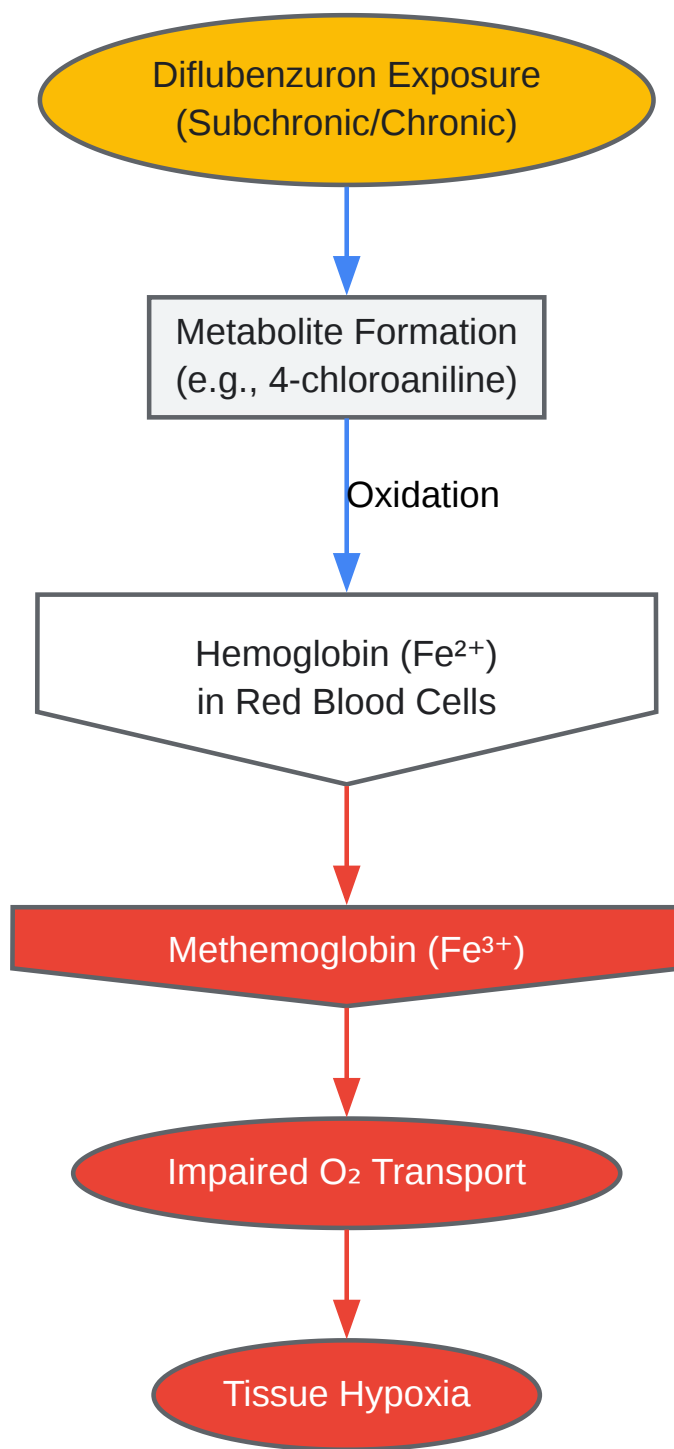 Diflubenzuron Exposure
(Subchronic/Chronic)
Metabolite Formation
(e.g., 4-chloroaniline)
Oxidation
Hemoglobin (Fe²⁺)
in Red Blood Cells
Methemoglobin (Fe³⁺)
Impaired O₂ Transport
Tissue Hypoxia